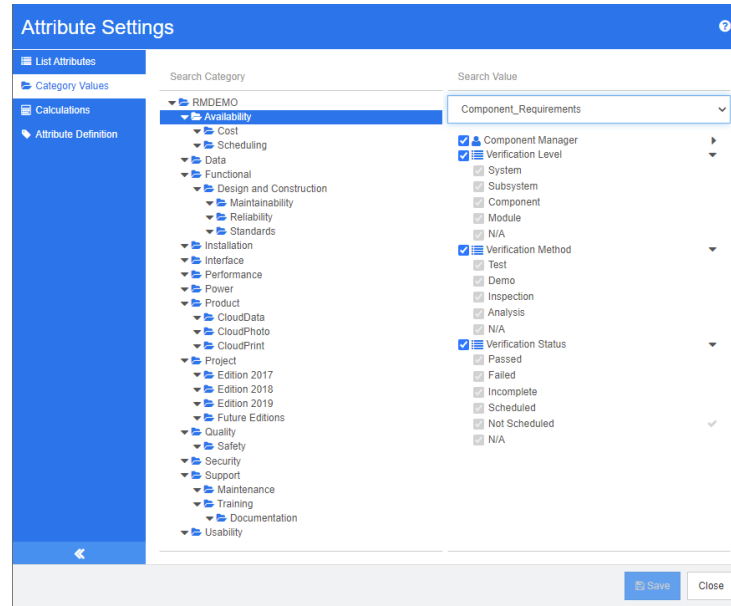 Attribute Settings
List Attributes
Category Values
Calculations
Attribute Definition
Search Category
RMDEMO
Availability
Cost
Scheduling
Data
Functional
Design and Construction
Maintainability
Reliability
Standards
Installation
Interface
Performance
Power
Product
CloudData
CloudPhoto
CloudPrint
Project
Edition 2017
Edition 2018
Edition 2019
Future Editions
Quality
Safety
Security
Support
Maintenance
Training
Documentation
Usability
Search Value
Component_Requirements
Component Manager
Verification Level
System
Subsystem
Component
Module
N/A
Verification Method
Test
Demo
Inspection
Analysis
N/A
Verification Status
Passed
Failed
Incomplete
Scheduled
Not Scheduled
N/A
Save
Close